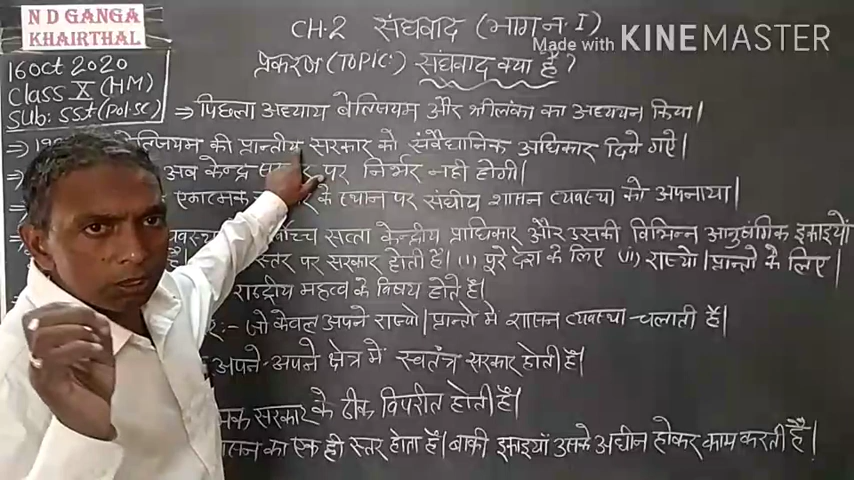 N D GANGA
KHAIRTHAL
CH.2 संघवाद (भाग न. I)
Made with KINEMASTER
प्रकरण (TOPIC:) संघवाद क्या है?
16 Oct 2020
Class X (HM)
Sub: SSt (Pol.Sc)
⇒ पिछला अध्याय बेल्जियम और श्रीलंका का अध्ययन किया।
बेल्जियम की प्रान्तीय सरकार को संवैधानिक अधिकार दिये गऐ।
अब केन्द्र पर निर्भर नही होगी।
एकात्मक के स्थान पर संघीय शासन व्यवस्था को अपनाया।
सत्ता केन्द्रीय प्राधिकार और उसकी विभिन्न आनुषंगिक इकाइयों
स्तर पर सरकार होती है। (i) पूरे देश के लिए (ii) राज्यो। प्रान्तो के लिए।
राष्ट्रीय महत्व के विषय होते है।
:- जो केवल अपने राज्यो। प्रान्तो मे शासन व्यवस्था चलाती है।
अपने-अपने क्षेत्र में स्वतंत्र सरकार होती है।
सरकार के ठीक विपरीत होती है।
का एक ही स्तर होता है। बाकी इकाइयां उसके अधीन होकर काम करती है।